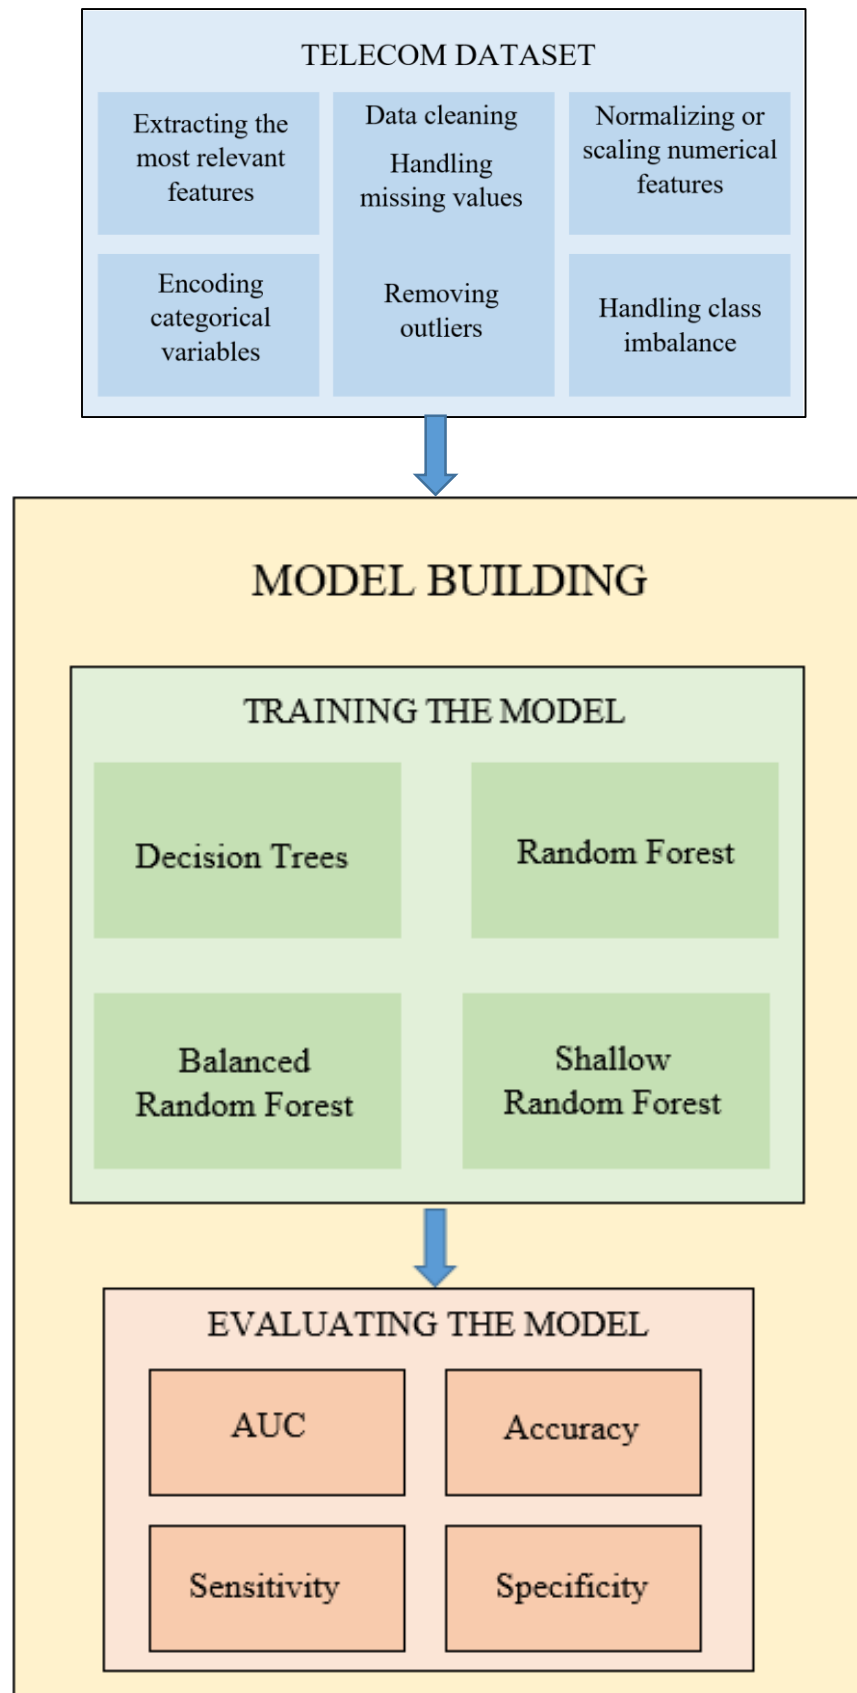 TELECOM DATASET
Extracting the
most relevant
features
Data cleaning
Handling
missing values
Removing
outliers
Normalizing or
scaling numerical
features
Encoding
categorical
variables
Handling class
imbalance
MODEL BUILDING
TRAINING THE MODEL
Decision Trees
Random Forest
Balanced
Random Forest
Shallow
Random Forest
EVALUATING THE MODEL
AUC
Accuracy
Sensitivity
Specificity